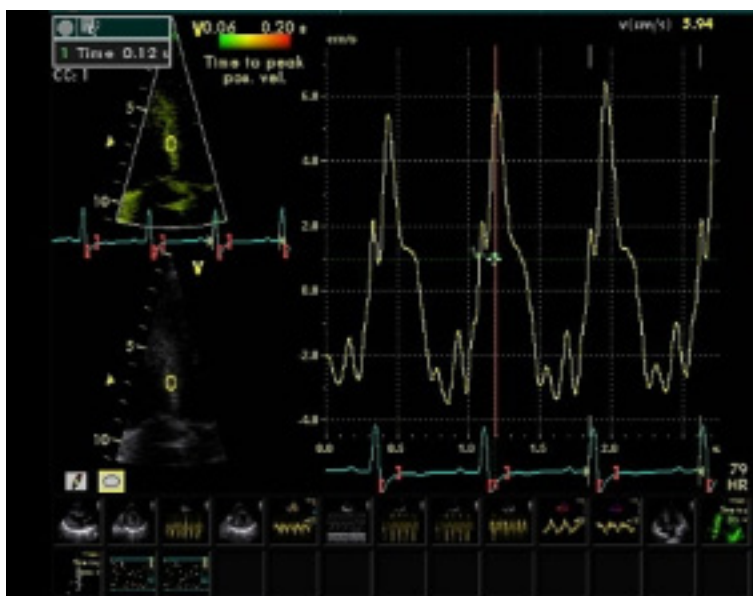 V 0.06 0.20 s
Time to peak
pos. vel.
1 Time 0.12 s
CC: 1
5
10
V
5
10
v(cm/s) 5.94
cm/s
6.0
4.0
2.0
0.0
-2.0
-4.0
0.0 0.5 1.0 1.5 2.0 s
79
HR